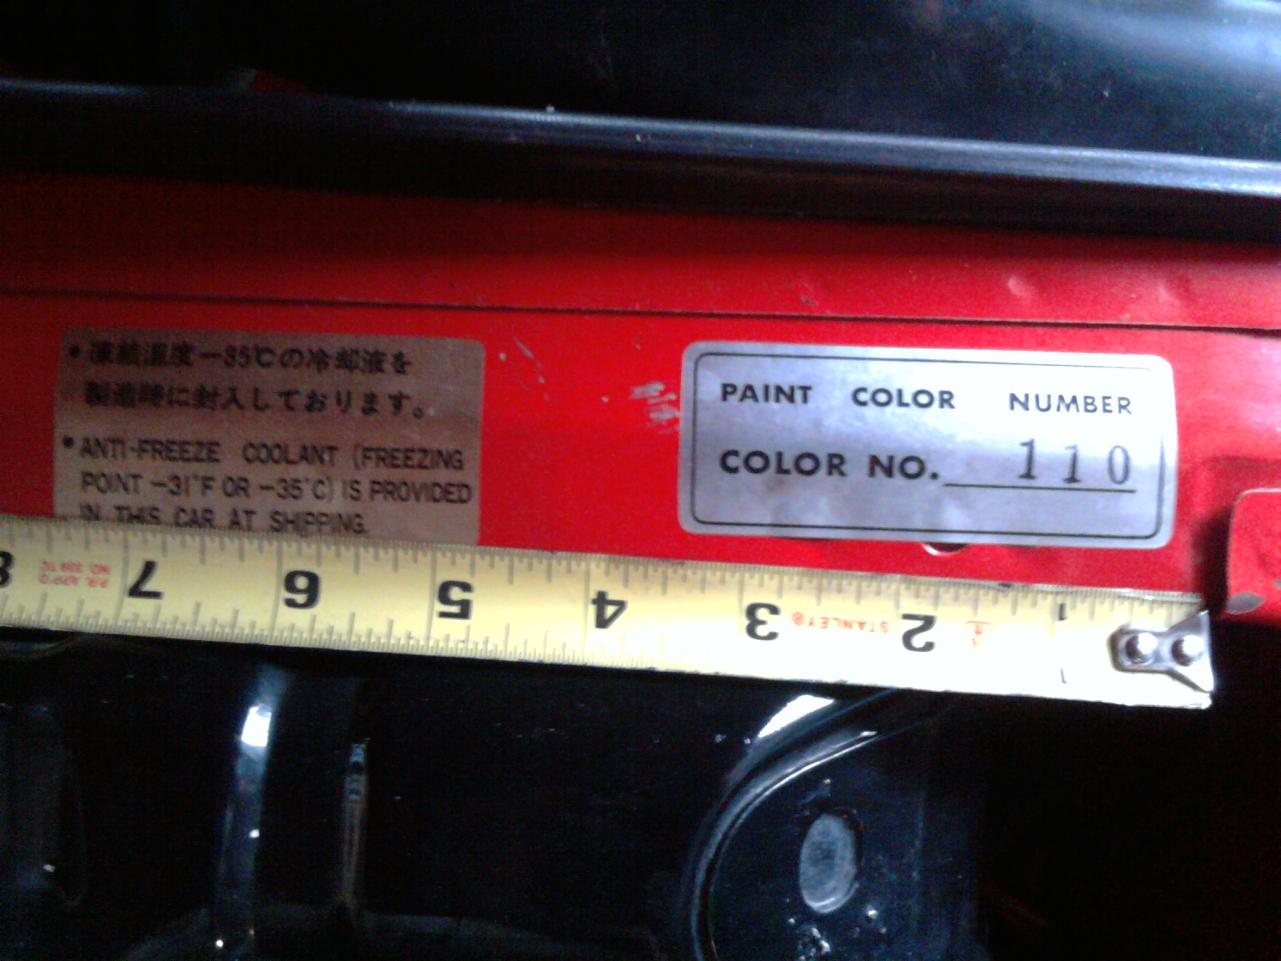 • 凍結温度−35℃の冷却液を
製造時に封入しております。
• ANTI-FREEZE COOLANT (FREEZING
POINT −31°F OR −35°C) IS PROVIDED
IN THIS CAR AT SHIPPING.
PAINT COLOR NUMBER
COLOR NO. 110
8 7 6 5 4 3 STANLEY® 2 1